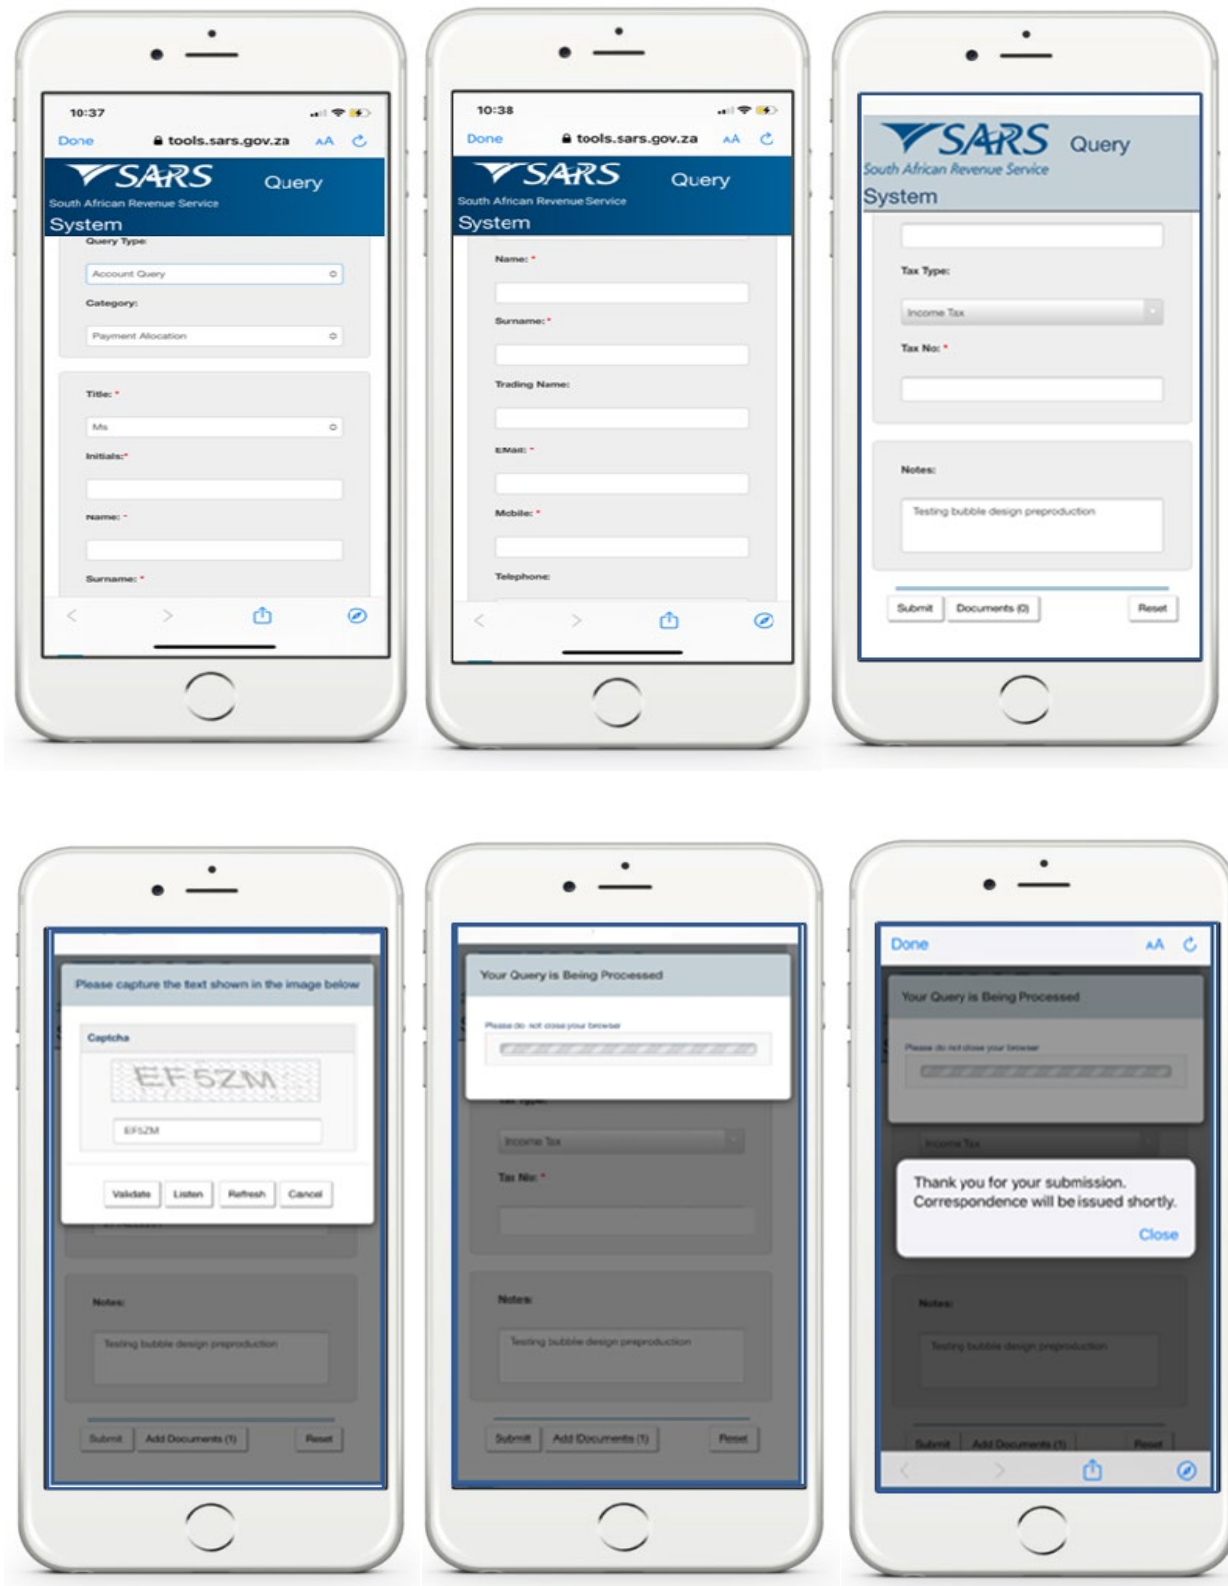 10:37
Done tools.sars.gov.za AA
SARS Query
South African Revenue Service
System
Query Type:
Account Query
Category:
Payment Alocation
Title: *
Ms
Initials:*
Name: *
Surname: *
10:38
Done tools.sars.gov.za AA
SARS Query
South African Revenue Service
System
Name: *
Surname: *
Trading Name:
EMail: *
Mobile: *
Telephone:
SARS Query
South African Revenue Service
System
Tax Type:
Income Tax
Tax No: *
Notes:
Testing bubble design preproduction
Submit Documents (0) Reset
Please capture the text shown in the image below
Captcha
EF5ZM
EF5ZM
Validate Listen Refresh Cancel
Notes:
Testing bubble design preproduction
Submit Add Documents (1) Reset
Your Query is Being Processed
Please do not close your browser
Tax Type:
Income Tax
Tax No: *
Notes:
Testing bubble design preproduction
Submit Add Documents (1) Reset
Done AA
Your Query is Being Processed
Please do not close your browser
Income Tax
Thank you for your submission.
Correspondence will be issued shortly.
Close
Notes:
Testing bubble design preproduction
Submit Add Documents (1) Reset